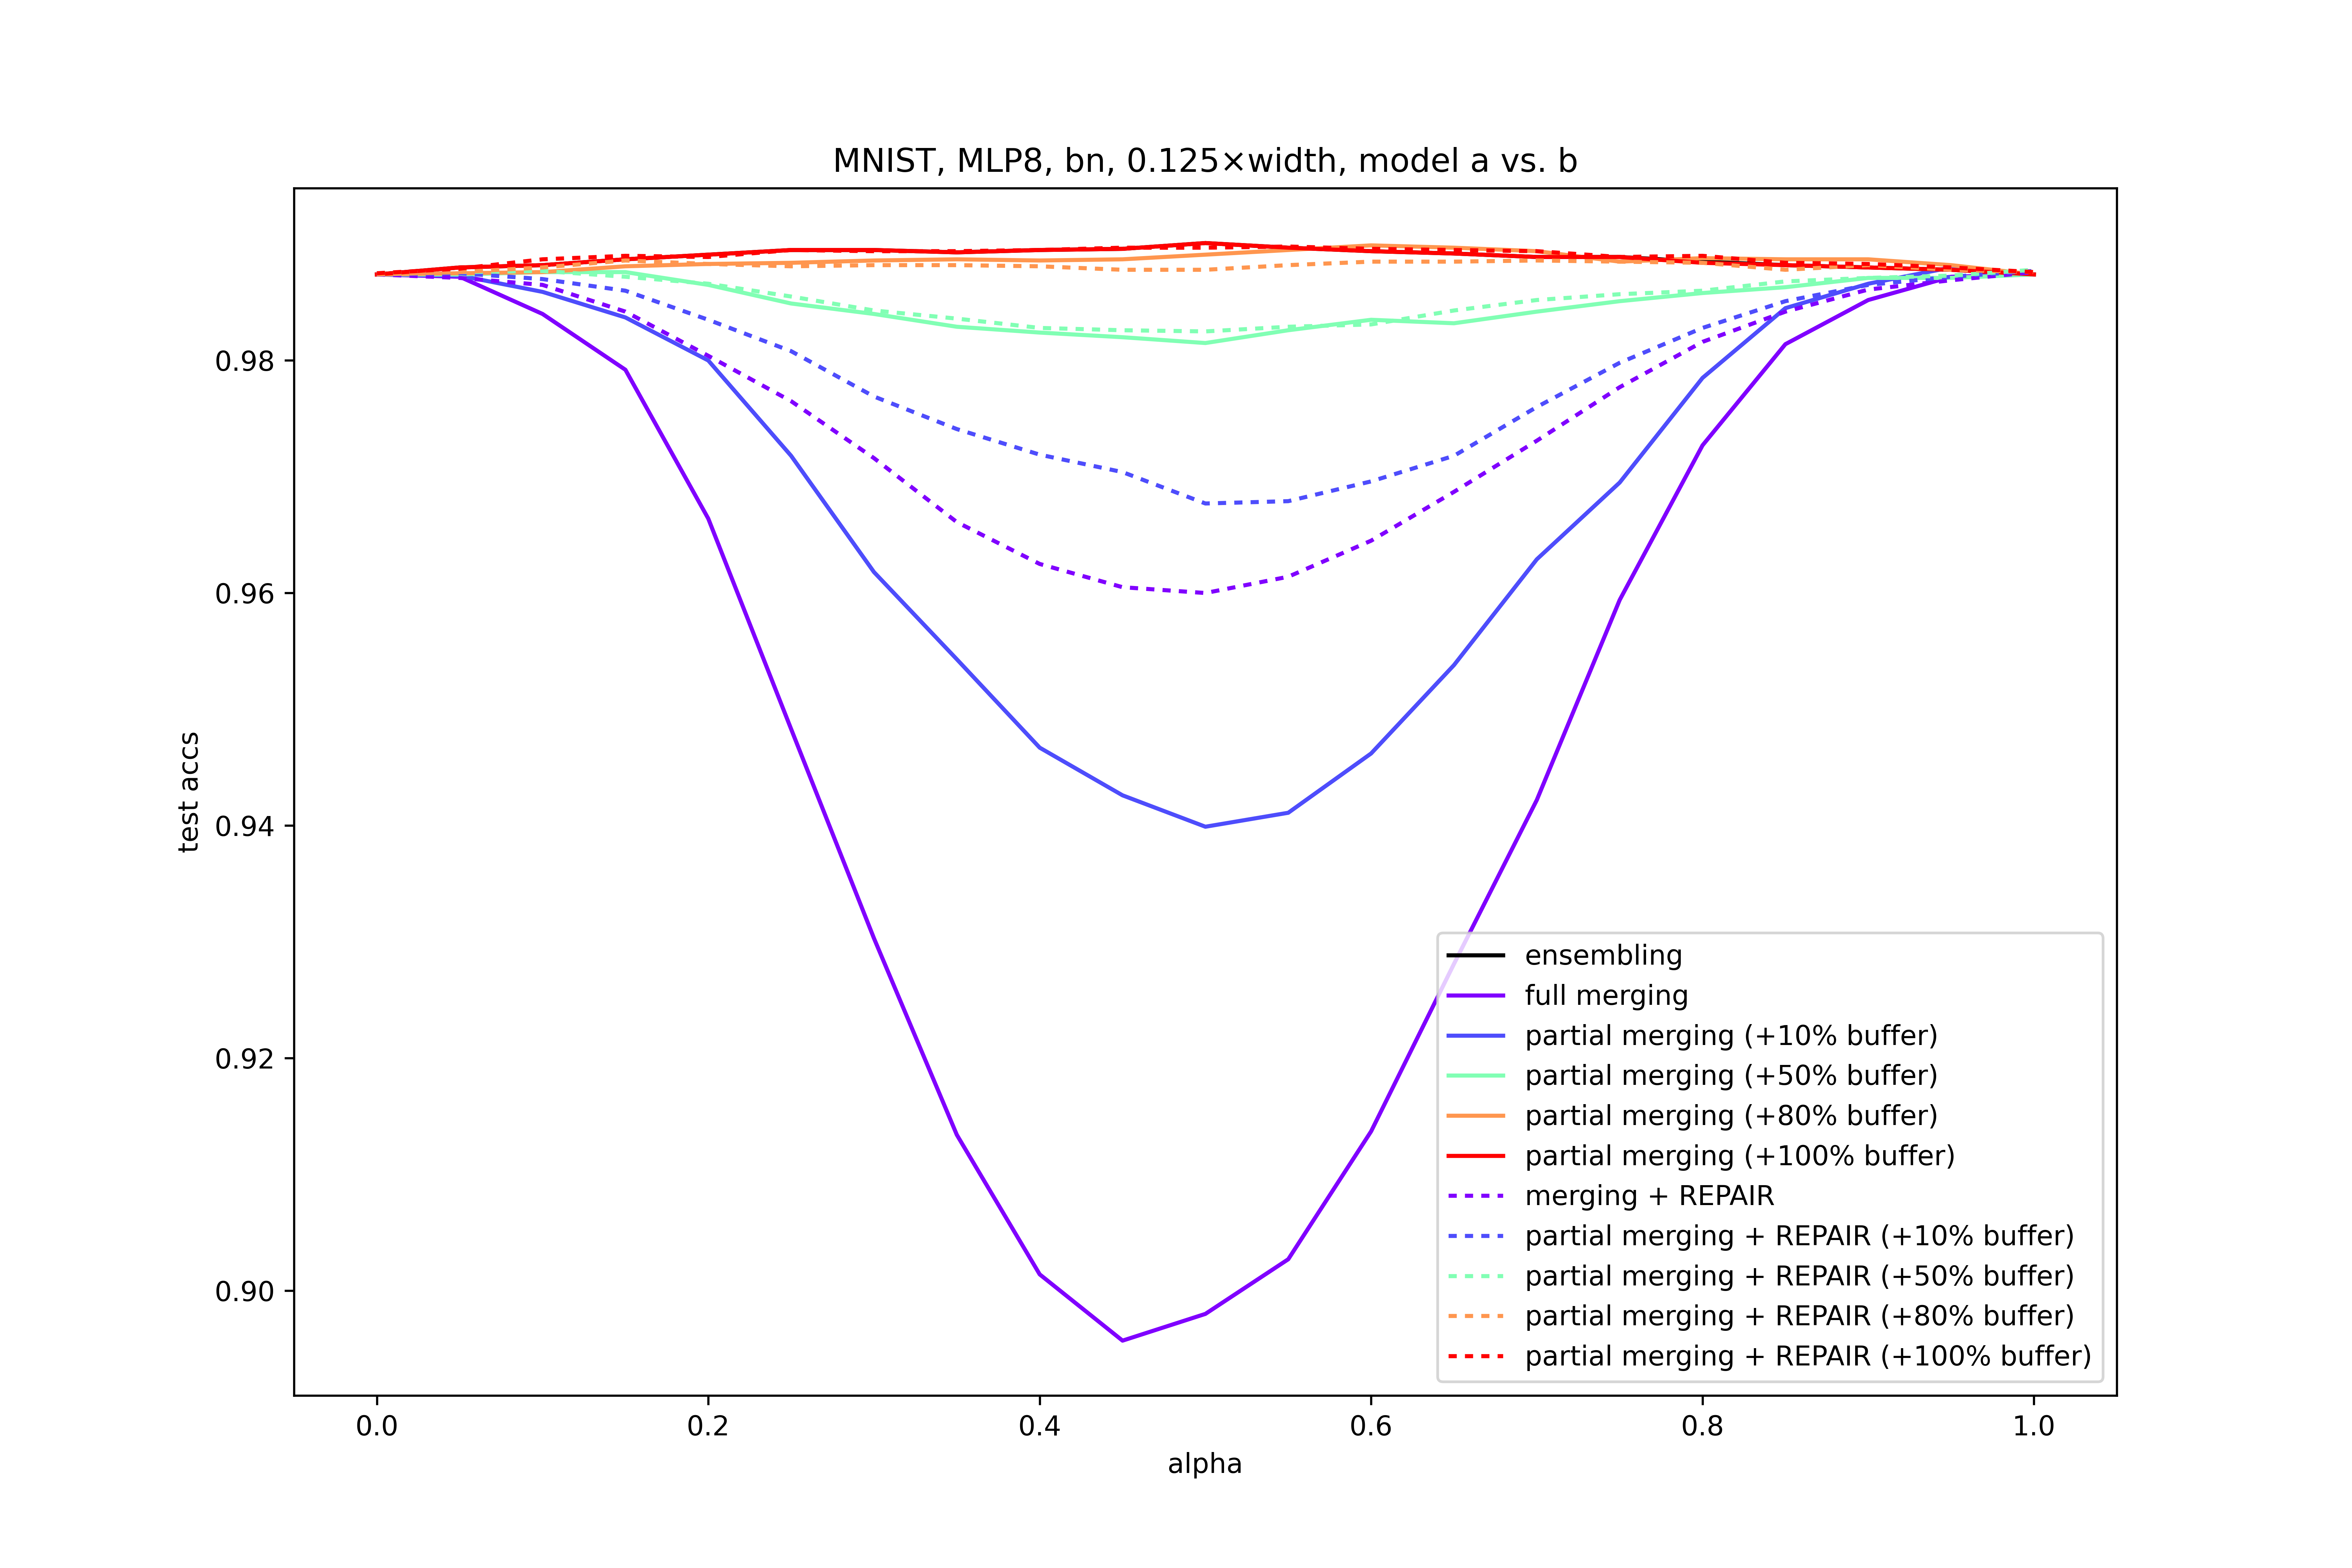 MNIST, MLP8, bn, 0.125×width, model a vs. b
test accs
0.98
0.96
0.94
0.92
0.90
ensembling
full merging
partial merging (+10% buffer)
partial merging (+50% buffer)
partial merging (+80% buffer)
partial merging (+100% buffer)
merging + REPAIR
partial merging + REPAIR (+10% buffer)
partial merging + REPAIR (+50% buffer)
partial merging + REPAIR (+80% buffer)
partial merging + REPAIR (+100% buffer)
0.0 0.2 0.4 0.6 0.8 1.0
alpha